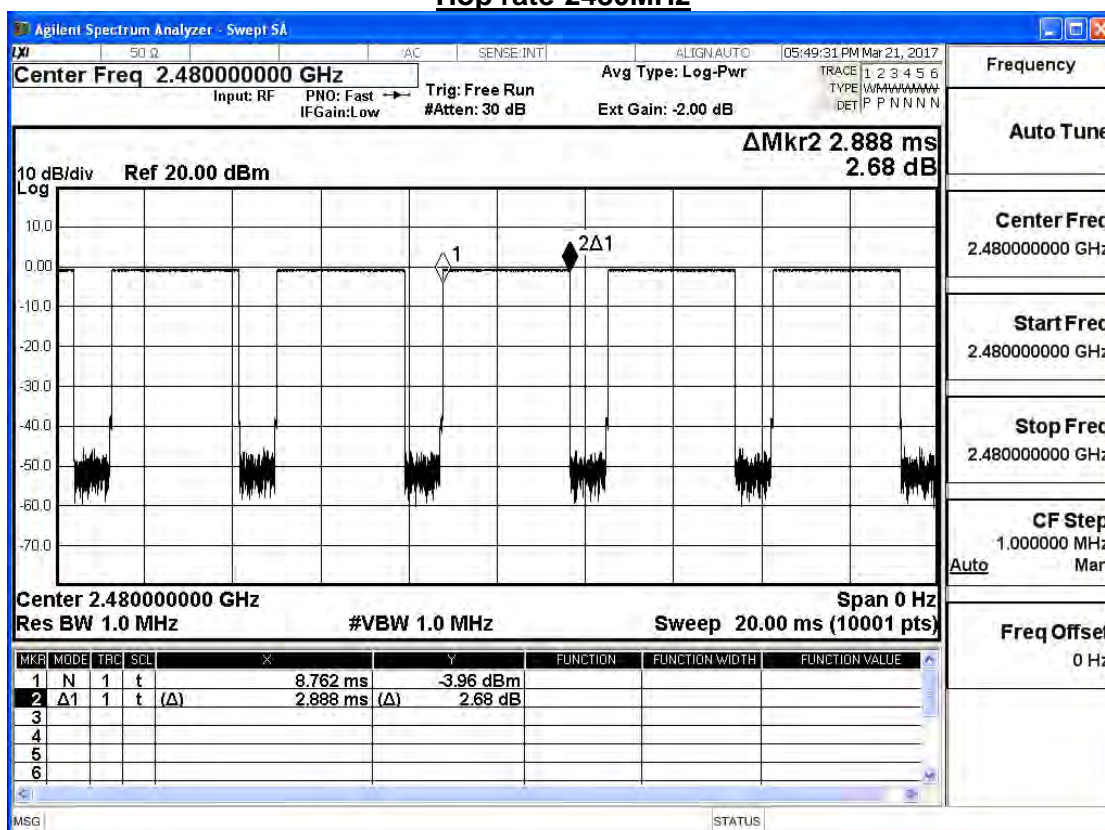 Hop rate-2480MHz
Agilent Spectrum Analyzer - Swept SA
LXI 50 Ω AC SENSE:INT ALIGNAUTO 05:49:31 PM Mar 21, 2017
Center Freq 2.480000000 GHz
Input: RF PNO: Fast
IFGain:Low
Trig: Free Run
#Atten: 30 dB
Avg Type: Log-Pwr
Ext Gain: -2.00 dB
TRACE 1 2 3 4 5 6
TYPE
DET P P N N N N
ΔMkr2 2.888 ms
2.68 dB
10 dB/div Ref 20.00 dBm
Log
10.0
0.00
-10.0
-20.0
-30.0
-40.0
-50.0
-60.0
-70.0
1
2Δ1
Center 2.480000000 GHz Span 0 Hz
Res BW 1.0 MHz #VBW 1.0 MHz Sweep 20.00 ms (10001 pts)
MKR MODE TRC SCL X Y FUNCTION FUNCTION WIDTH FUNCTION VALUE
1 N 1 t 8.762 ms -3.96 dBm
2 Δ1 1 t (Δ) 2.888 ms (Δ) 2.68 dB
3
4
5
6
MSG STATUS
Frequency
Auto Tune
Center Freq
2.480000000 GHz
Start Freq
2.480000000 GHz
Stop Freq
2.480000000 GHz
CF Step
1.000000 MHz
Auto Man
Freq Offset
0 Hz